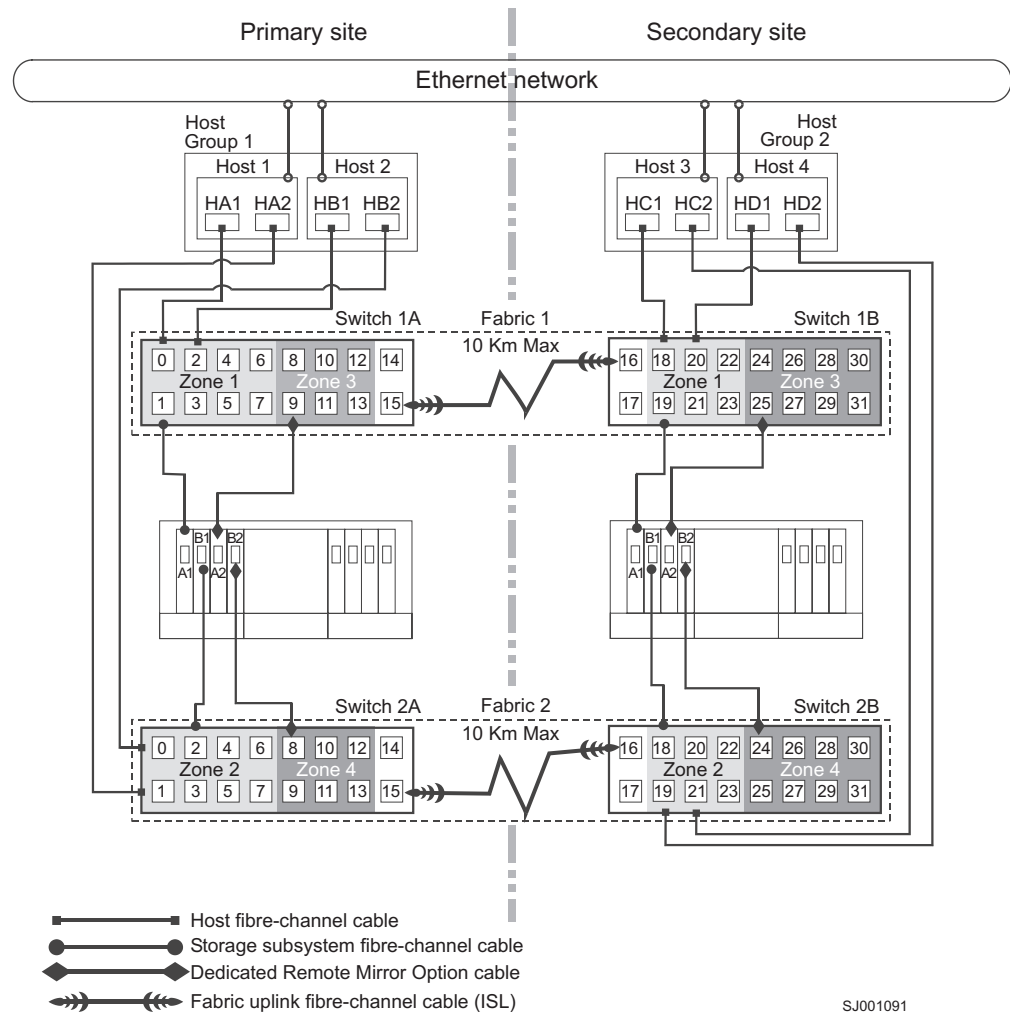 Primary site
Secondary site
Ethernet network
Host
Group 1
Host
Group 2
Host 1
Host 2
Host 3
Host 4
HA1 HA2 HB1 HB2
HC1 HC2 HD1 HD2
Switch 1A
Fabric 1
Switch 1B
10 Km Max
0 2 4 6 8 10 12 14
Zone 1
Zone 3
1 3 5 7 9 11 13 15
16 18 20 22 24 26 28 30
Zone 1
Zone 3
17 19 21 23 25 27 29 31
B1 B2
A1 A2
B1 B2
A1 A2
Switch 2A
Fabric 2
Switch 2B
10 Km Max
0 2 4 6 8 10 12 14
Zone 2
Zone 4
1 3 5 7 9 11 13 15
16 18 20 22 24 26 28 30
Zone 2
Zone 4
17 19 21 23 25 27 29 31
Host fibre-channel cable
Storage subsystem fibre-channel cable
Dedicated Remote Mirror Option cable
Fabric uplink fibre-channel cable (ISL)
SJ001091